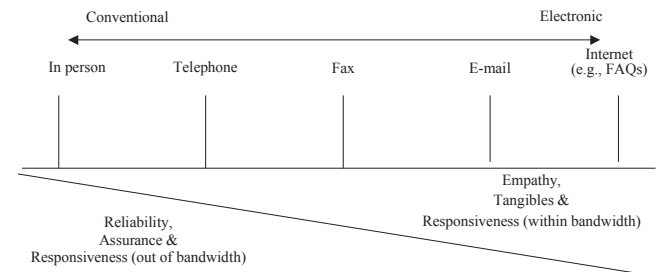 Conventional Electronic
In person Telephone Fax E-mail Internet
(e.g., FAQs)
Empathy,
Tangibles &
Responsiveness (within bandwidth)
Reliability,
Assurance &
Responsiveness (out of bandwidth)